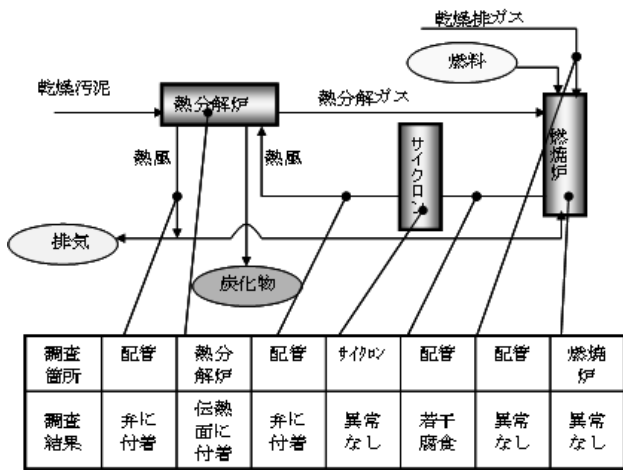 乾燥排ガス
燃料
乾燥汚泥
熱分解炉
熱分解ガス
燃焼炉
サイクロン
熱風
熱風
排気
炭化物
調査
箇所
配管
熱分
解炉
配管
サイクロン
配管
配管
燃焼
炉
調査
結果
弁に
付着
伝熱
面に
付着
弁に
付着
異常
なし
若干
腐食
異常
なし
異常
なし